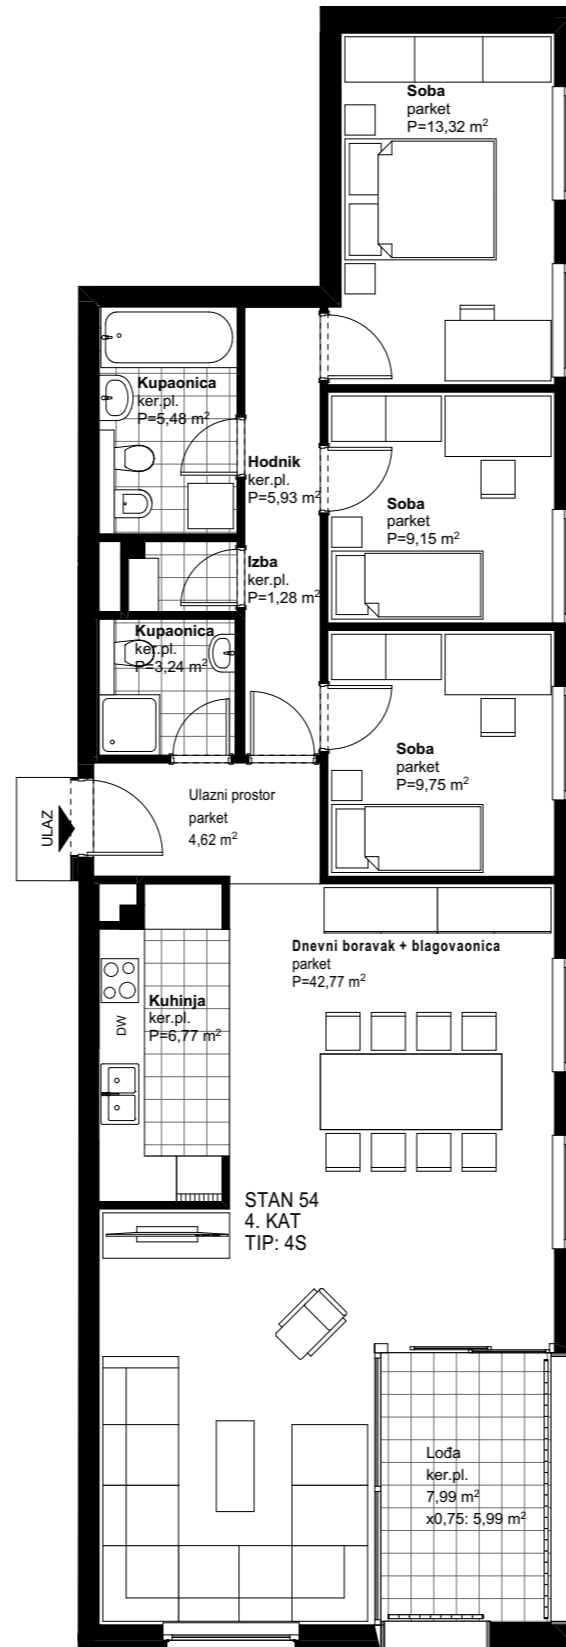 Soba
parket
P=13,32 m²
Kupaonica
ker.pl.
P=5,48 m²
Hodnik
ker.pl.
P=5,93 m²
Soba
parket
P=9,15 m²
Izba
ker.pl.
P=1,28 m²
Kupaonica
ker.pl.
P=3,24 m²
Soba
parket
P=9,75 m²
Ulazni prostor
parket
4,62 m²
ULAZ
Dnevni boravak + blagovaonica
parket
P=42,77 m²
Kuhinja
ker.pl.
P=6,77 m²
DW
STAN 54
4. KAT
TIP: 4S
Lođa
ker.pl.
7,99 m²
x0,75: 5,99 m²